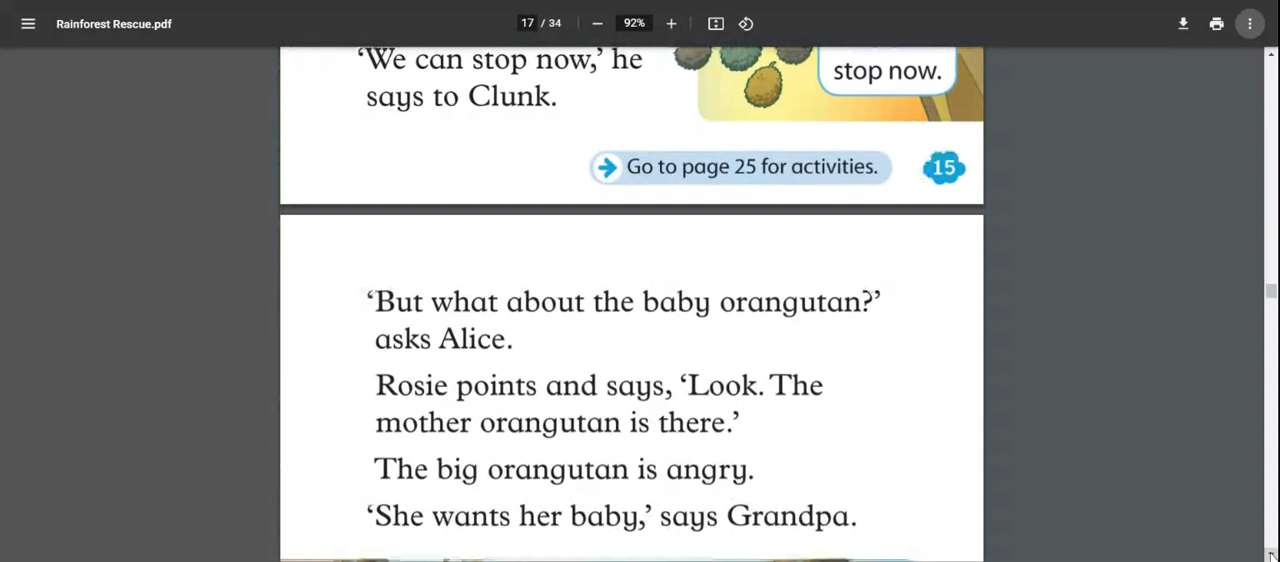 Rainforest Rescue.pdf
17 / 34
92%
‘We can stop now,’ he
says to Clunk.
stop now.
Go to page 25 for activities.
15
‘But what about the baby orangutan?’
asks Alice.
Rosie points and says, ‘Look. The
mother orangutan is there.’
The big orangutan is angry.
‘She wants her baby,’ says Grandpa.